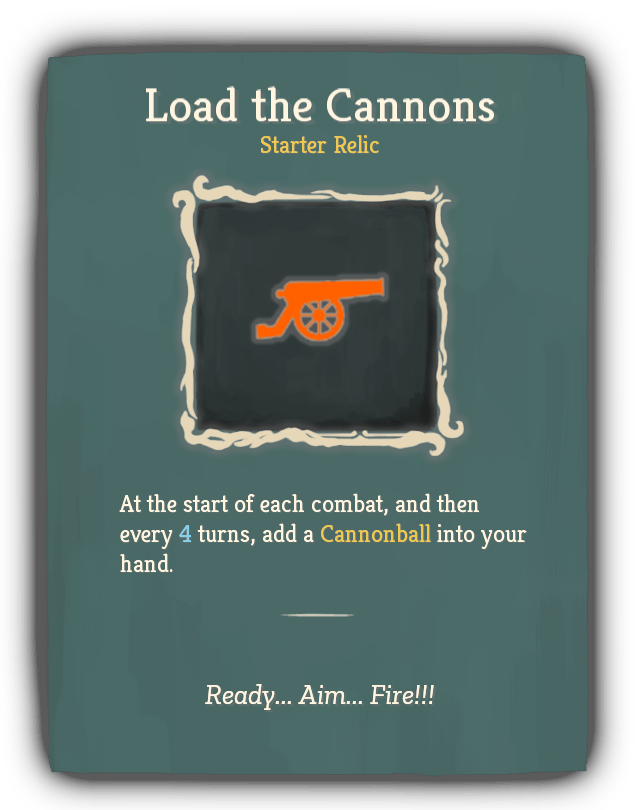 Load the Cannons
Starter Relic
At the start of each combat, and then
every 4 turns, add a Cannonball into your
hand.
Ready... Aim... Fire!!!